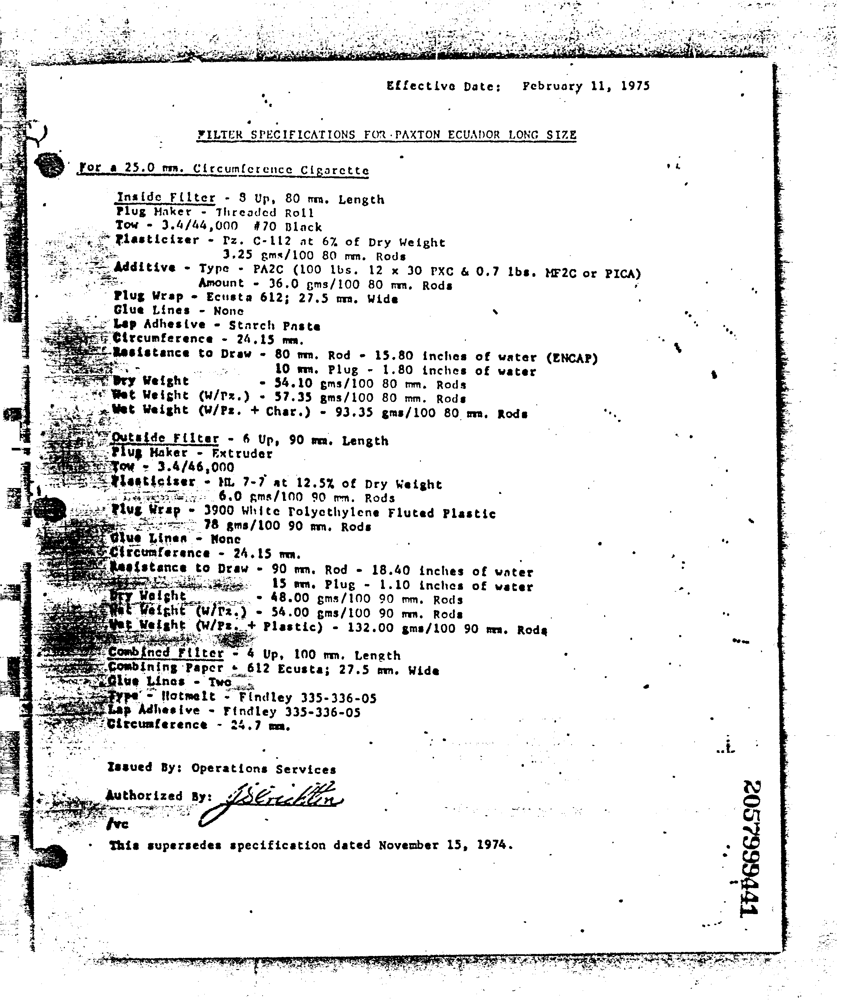 Effective Date: February 11, 1975
FILTER SPECIFICATIONS FOR PAXTON ECUADOR LONG SIZE
For a 25.0 mm. Circumference Cigarette
Inside Filter - 8 Up, 80 mm. Length
Plug Maker - Threaded Roll
Tow - 3.4/44,000 #70 Black
Plasticizer - Pz. C-112 at 6% of Dry Weight
3.25 gms/100 80 mm. Rods
Additive - Type - PA2C (100 lbs. 12 x 30 PXC & 0.7 lbs. MF2C or PICA)
Amount - 36.0 gms/100 80 mm. Rods
Plug Wrap - Ecusta 612; 27.5 mm. Wide
Glue Lines - None
Lap Adhesive - Starch Paste
Circumference - 24.15 mm.
Resistance to Draw - 80 mm. Rod - 15.80 inches of water (ENCAP)
10 mm. Plug - 1.80 inches of water
Dry Weight - 54.10 gms/100 80 mm. Rods
Wet Weight (W/Pz.) - 57.35 gms/100 80 mm. Rods
Wet Weight (W/Pz. + Char.) - 93.35 gms/100 80 mm. Rods
Outside Filter - 6 Up, 90 mm. Length
Plug Maker - Extruder
Tow - 3.4/46,000
Plasticizer - HL 7-7 at 12.5% of Dry Weight
6.0 gms/100 90 mm. Rods
Plug Wrap - 3900 White Polyethylene Fluted Plastic
78 gms/100 90 mm. Rods
Glue Lines - None
Circumference - 24.15 mm.
Resistance to Draw - 90 mm. Rod - 18.40 inches of water
15 mm. Plug - 1.10 inches of water
Dry Weight - 48.00 gms/100 90 mm. Rods
Wet Weight (W/Pz.) - 54.00 gms/100 90 mm. Rods
Wet Weight (W/Pz. + Plastic) - 132.00 gms/100 90 mm. Rods
Combined Filter - 4 Up, 100 mm. Length
Combining Paper - 612 Ecusta; 27.5 mm. Wide
Glue Lines - Two
Type - Hotmelt - Findley 335-336-05
Lap Adhesive - Findley 335-336-05
Circumference - 24.7 mm.
Issued By: Operations Services
Authorized By:
/vc
This supersedes specification dated November 15, 1974.
2057999441